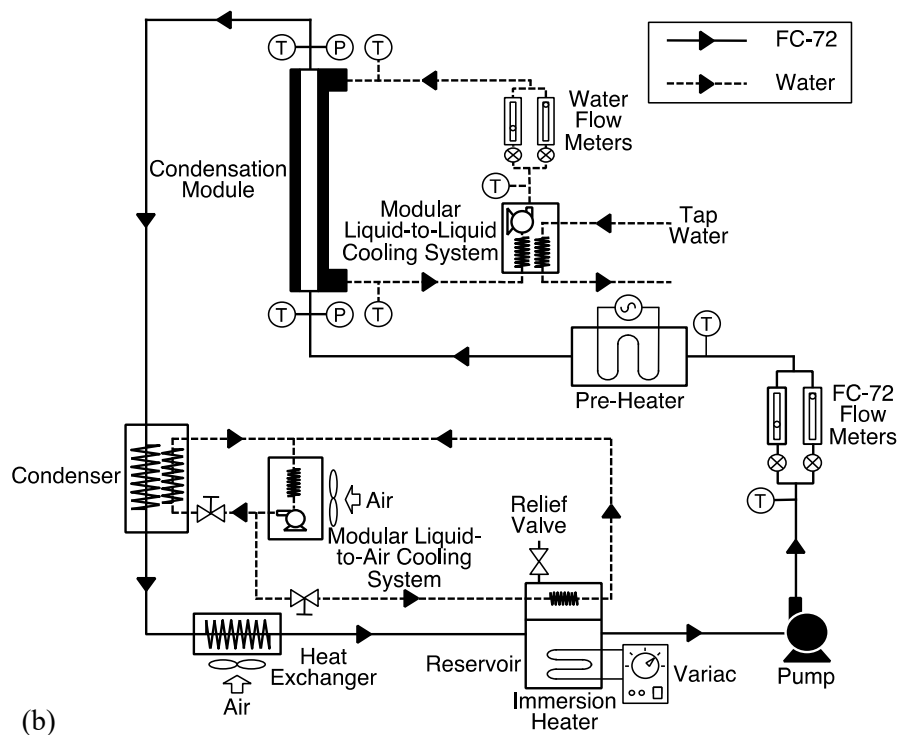 FC-72
Water
T
P
T
Water
Flow
Meters
Condensation
Module
T
Modular
Liquid-to-Liquid
Cooling System
Tap
Water
T
P
T
T
Pre-Heater
FC-72
Flow
Meters
T
Condenser
Air
Modular Liquid-
to-Air Cooling
System
Relief
Valve
Heat
Exchanger
Air
Reservoir
Immersion
Heater
Variac
Pump
(b)